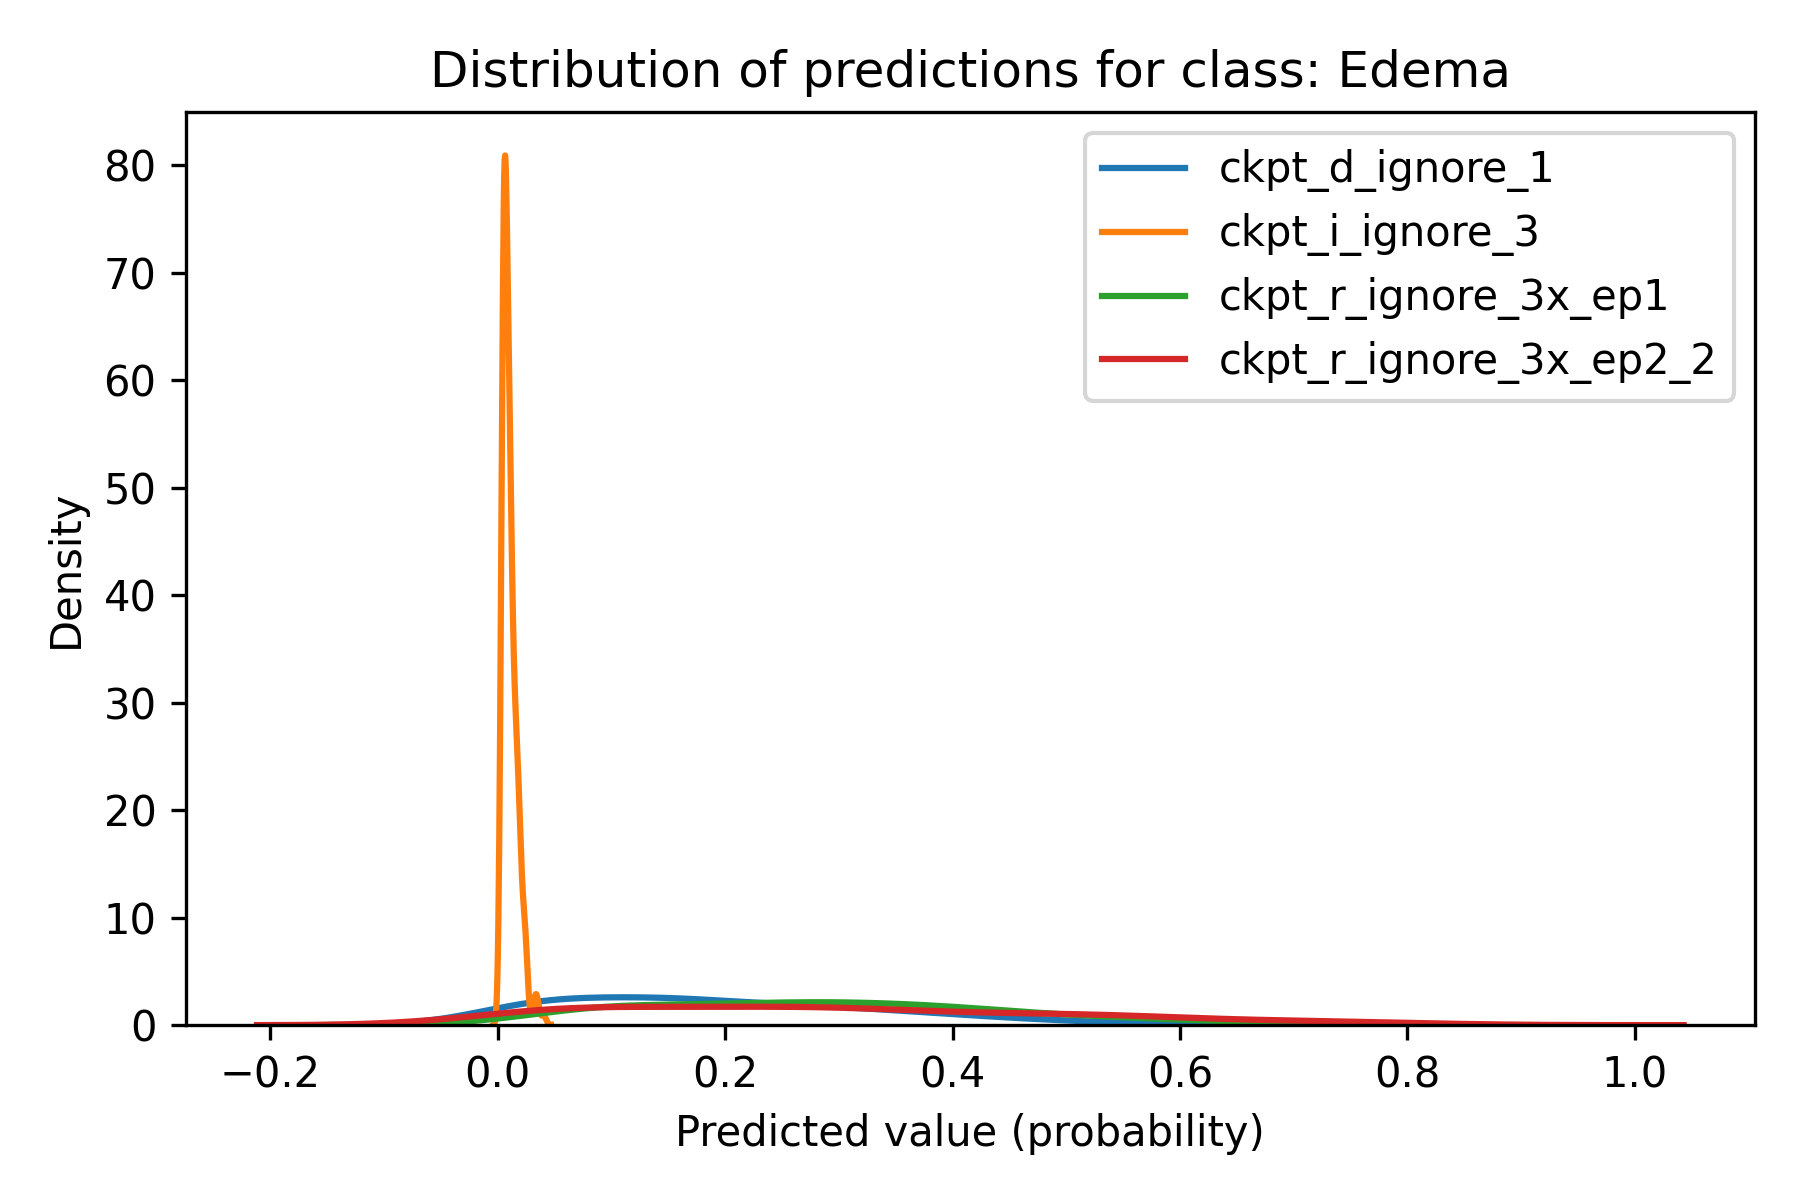 Distribution of predictions for class: Edema
ckpt_d_ignore_1
ckpt_i_ignore_3
ckpt_r_ignore_3x_ep1
ckpt_r_ignore_3x_ep2_2
80
70
60
50
40
30
20
10
0
Density
−0.2 0.0 0.2 0.4 0.6 0.8 1.0
Predicted value (probability)